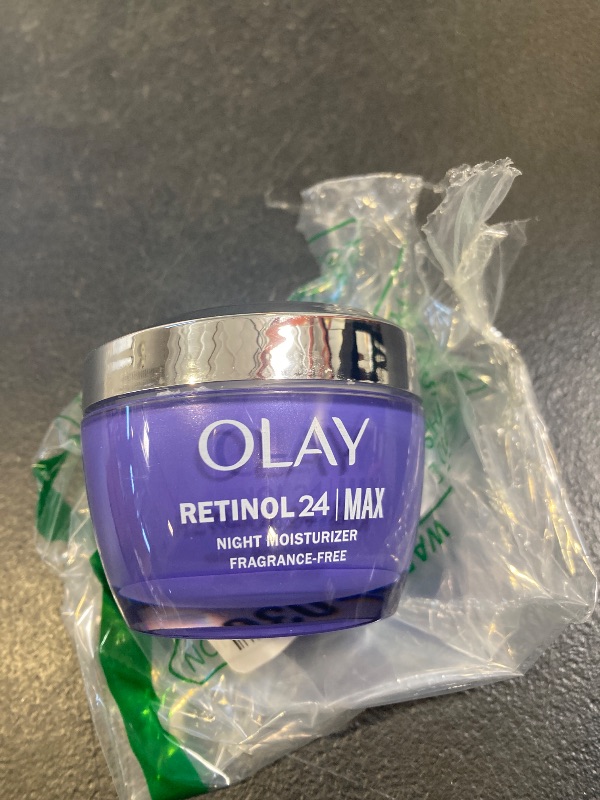 OLAY
RETINOL 24 | MAX
NIGHT MOISTURIZER
FRAGRANCE-FREE